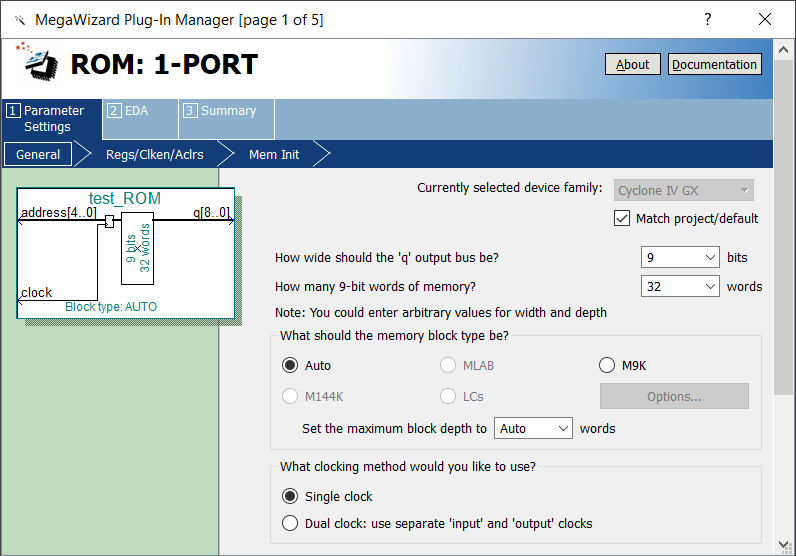 MegaWizard Plug-In Manager [page 1 of 5]
?
ROM: 1-PORT
About
Documentation
1 Parameter Settings
2 EDA
3 Summary
General
Regs/Clken/Aclrs
Mem Init
test_ROM
address[4..0]
q[8..0]
9 bits
32 words
clock
Block type: AUTO
Currently selected device family:
Cyclone IV GX
Match project/default
How wide should the 'q' output bus be?
9
bits
How many 9-bit words of memory?
32
words
Note: You could enter arbitrary values for width and depth
What should the memory block type be?
Auto
MLAB
M9K
M144K
LCs
Options...
Set the maximum block depth to
Auto
words
What clocking method would you like to use?
Single clock
Dual clock: use separate 'input' and 'output' clocks